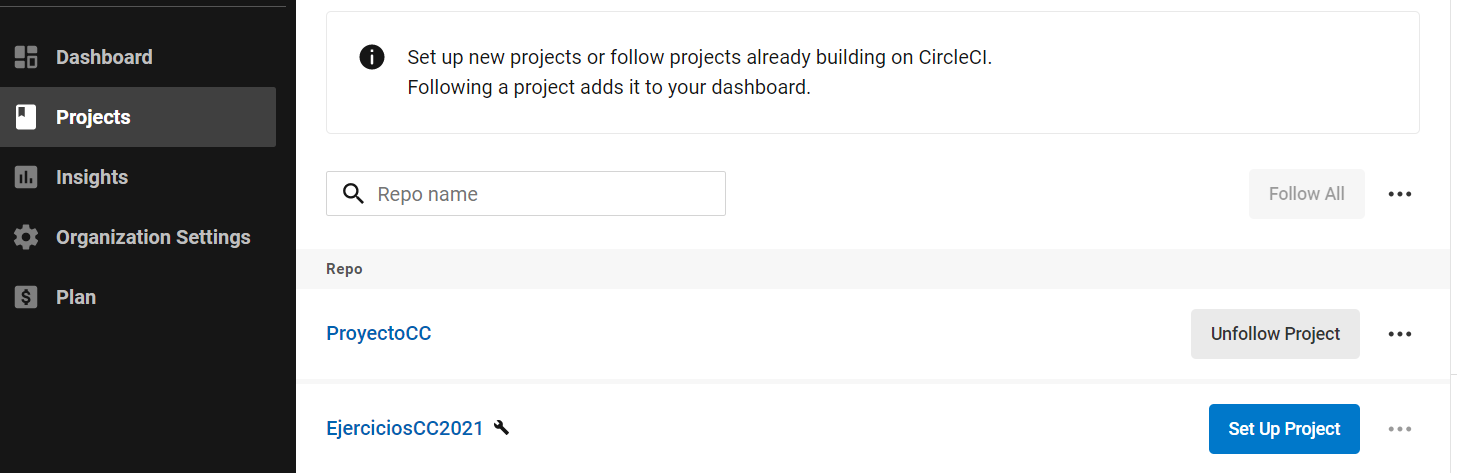 Dashboard
Projects
Insights
Organization Settings
Plan
Set up new projects or follow projects already building on CircleCI.
Following a project adds it to your dashboard.
Repo name
Follow All
Repo
ProyectoCC
Unfollow Project
EjerciciosCC2021
Set Up Project